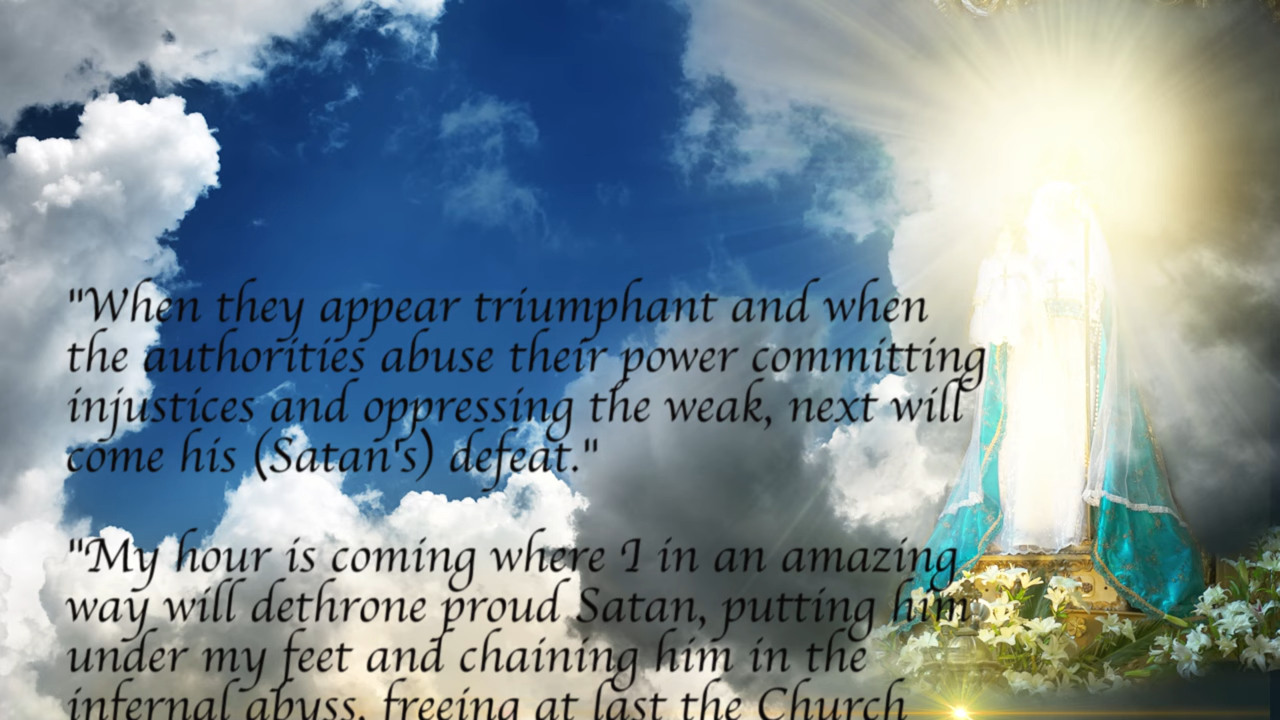 "When they appear triumphant and when
the authorities abuse their power committing
injustices and oppressing the weak, next will
come his (Satan's) defeat."
"My hour is coming where I in an amazing
way will dethrone proud Satan, putting him
under my feet and chaining him in the
infernal abyss, freeing at last the Church